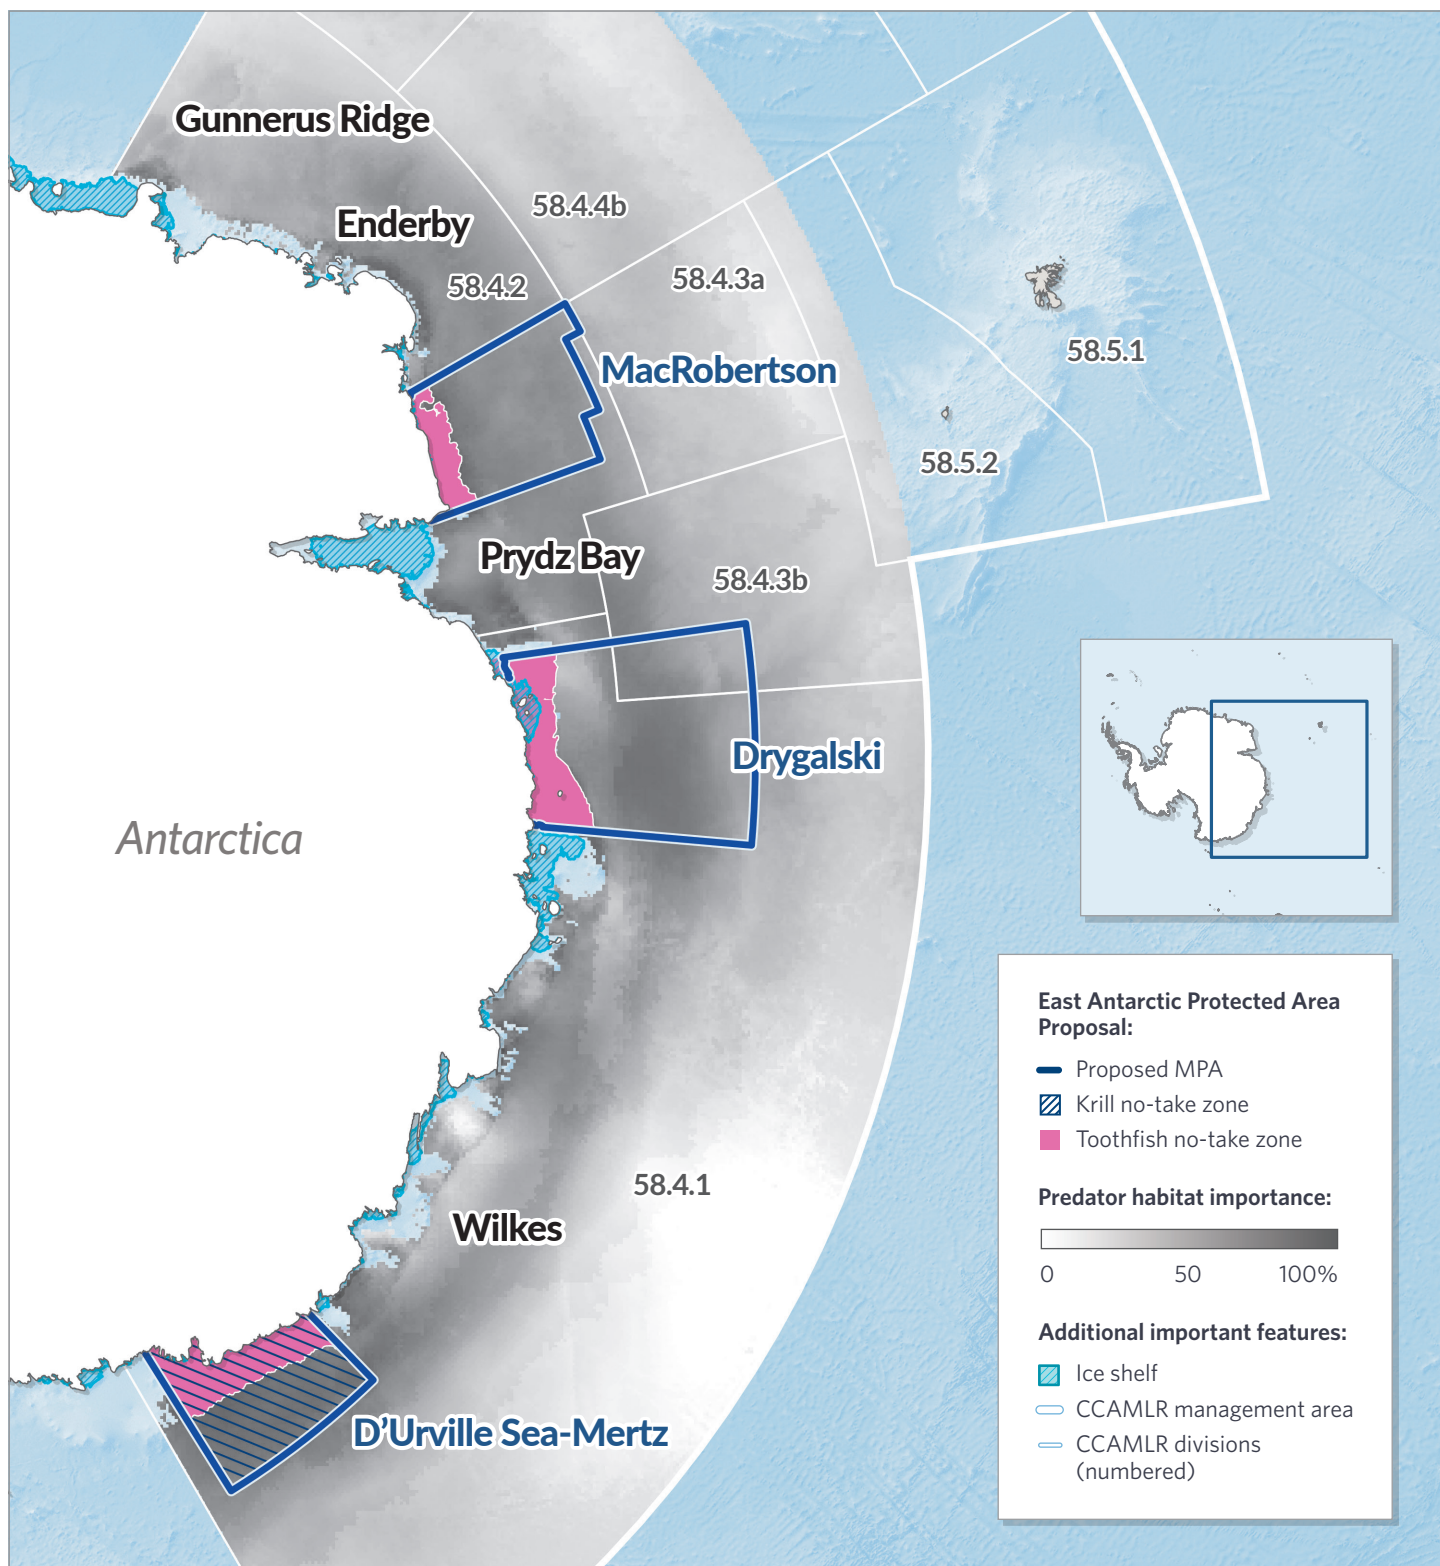 Gunnerus Ridge
58.4.4b
Enderby
58.4.3a
58.4.2
58.5.1
MacRobertson
58.5.2
Prydz Bay
58.4.3b
Drygalski
Antarctica
58.4.1
Wilkes
D'Urville Sea-Mertz
East Antarctic Protected Area
Proposal:
Proposed MPA
Krill no-take zone
Toothfish no-take zone
Predator habitat importance:
0 50 100%
Additional important features:
Ice shelf
CCAMLR management area
CCAMLR divisions
(numbered)